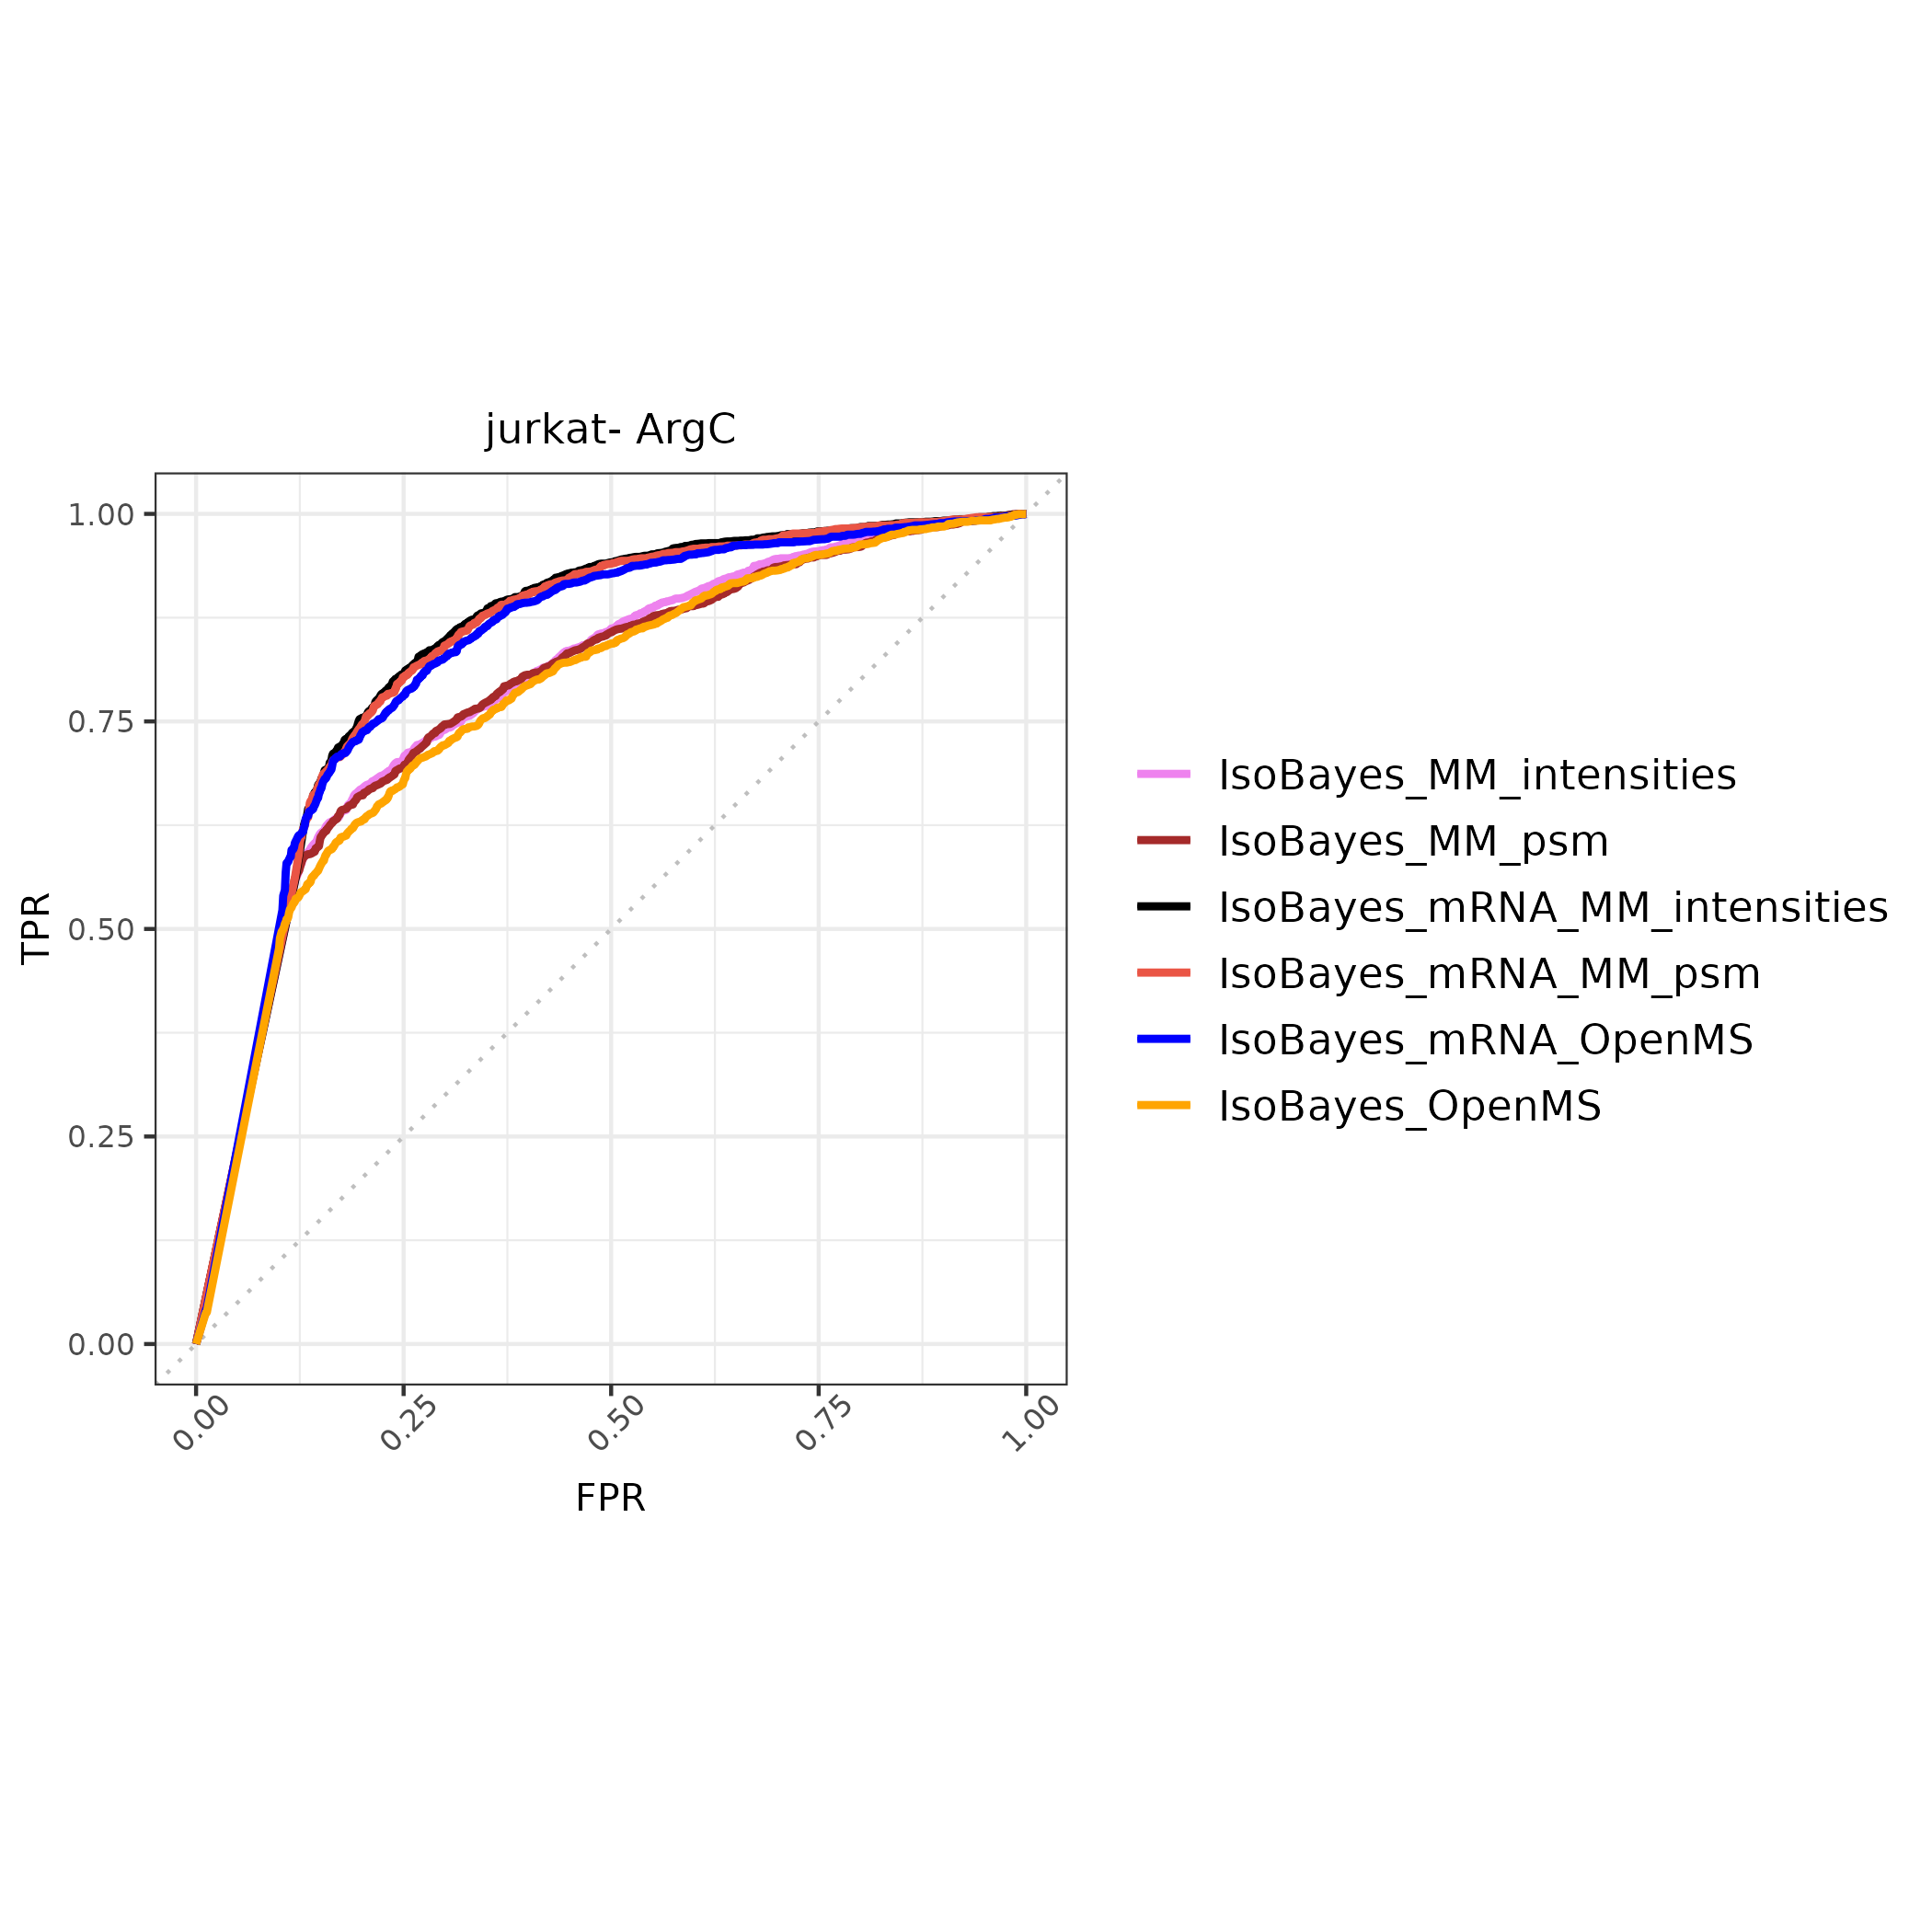 jurkat- ArgC
1.00
0.75
0.50
0.25
0.00
TPR
0.00
0.25
0.50
0.75
1.00
FPR
IsoBayes_MM_intensities
IsoBayes_MM_psm
IsoBayes_mRNA_MM_intensities
IsoBayes_mRNA_MM_psm
IsoBayes_mRNA_OpenMS
IsoBayes_OpenMS